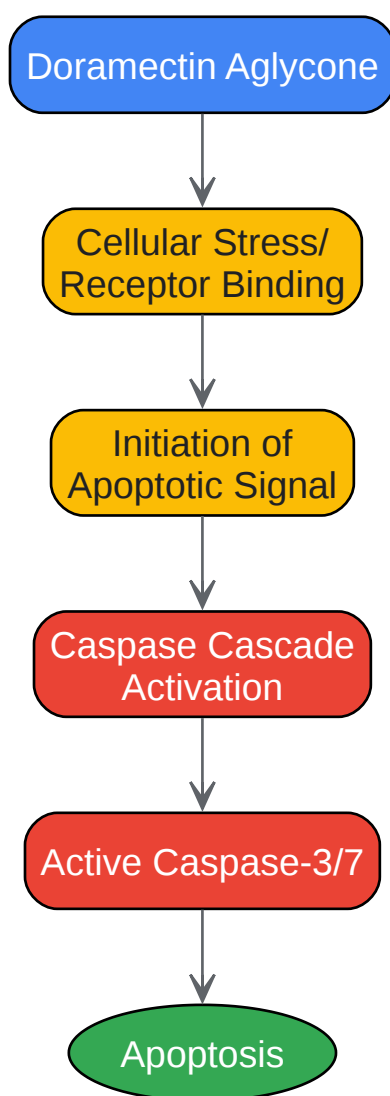 Doramectin Aglycone
Cellular Stress/
Receptor Binding
Initiation of
Apoptotic Signal
Caspase Cascade
Activation
Active Caspase-3/7
Apoptosis